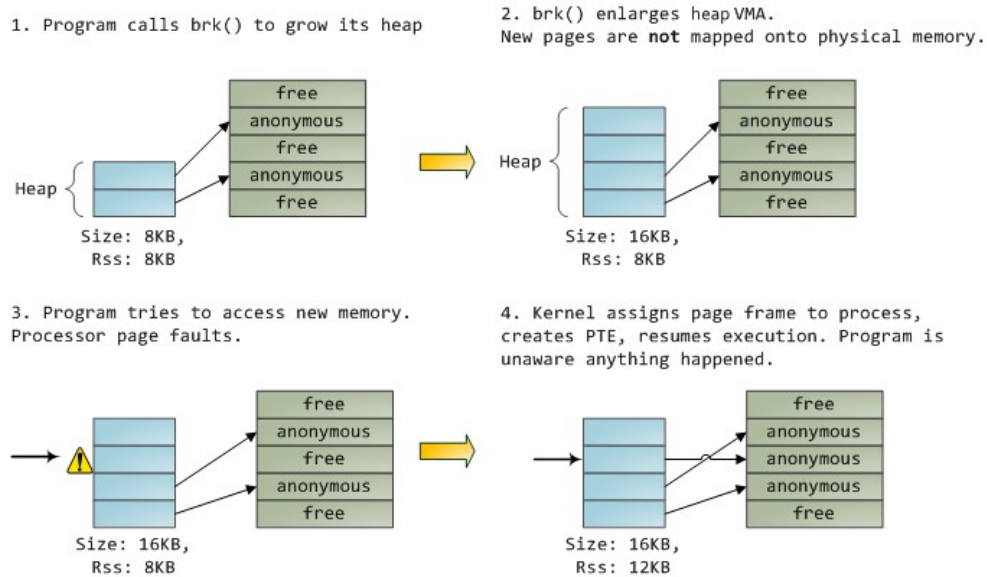 1. Program calls brk() to grow its heap
free
anonymous
free
anonymous
free
Heap
Size: 8KB,
Rss: 8KB
2. brk() enlarges heap VMA.
New pages are not mapped onto physical memory.
free
anonymous
free
anonymous
free
Heap
Size: 16KB,
Rss: 8KB
3. Program tries to access new memory.
Processor page faults.
free
anonymous
free
anonymous
free
Size: 16KB,
Rss: 8KB
4. Kernel assigns page frame to process,
creates PTE, resumes execution. Program is
unaware anything happened.
free
anonymous
anonymous
anonymous
free
Size: 16KB,
Rss: 12KB